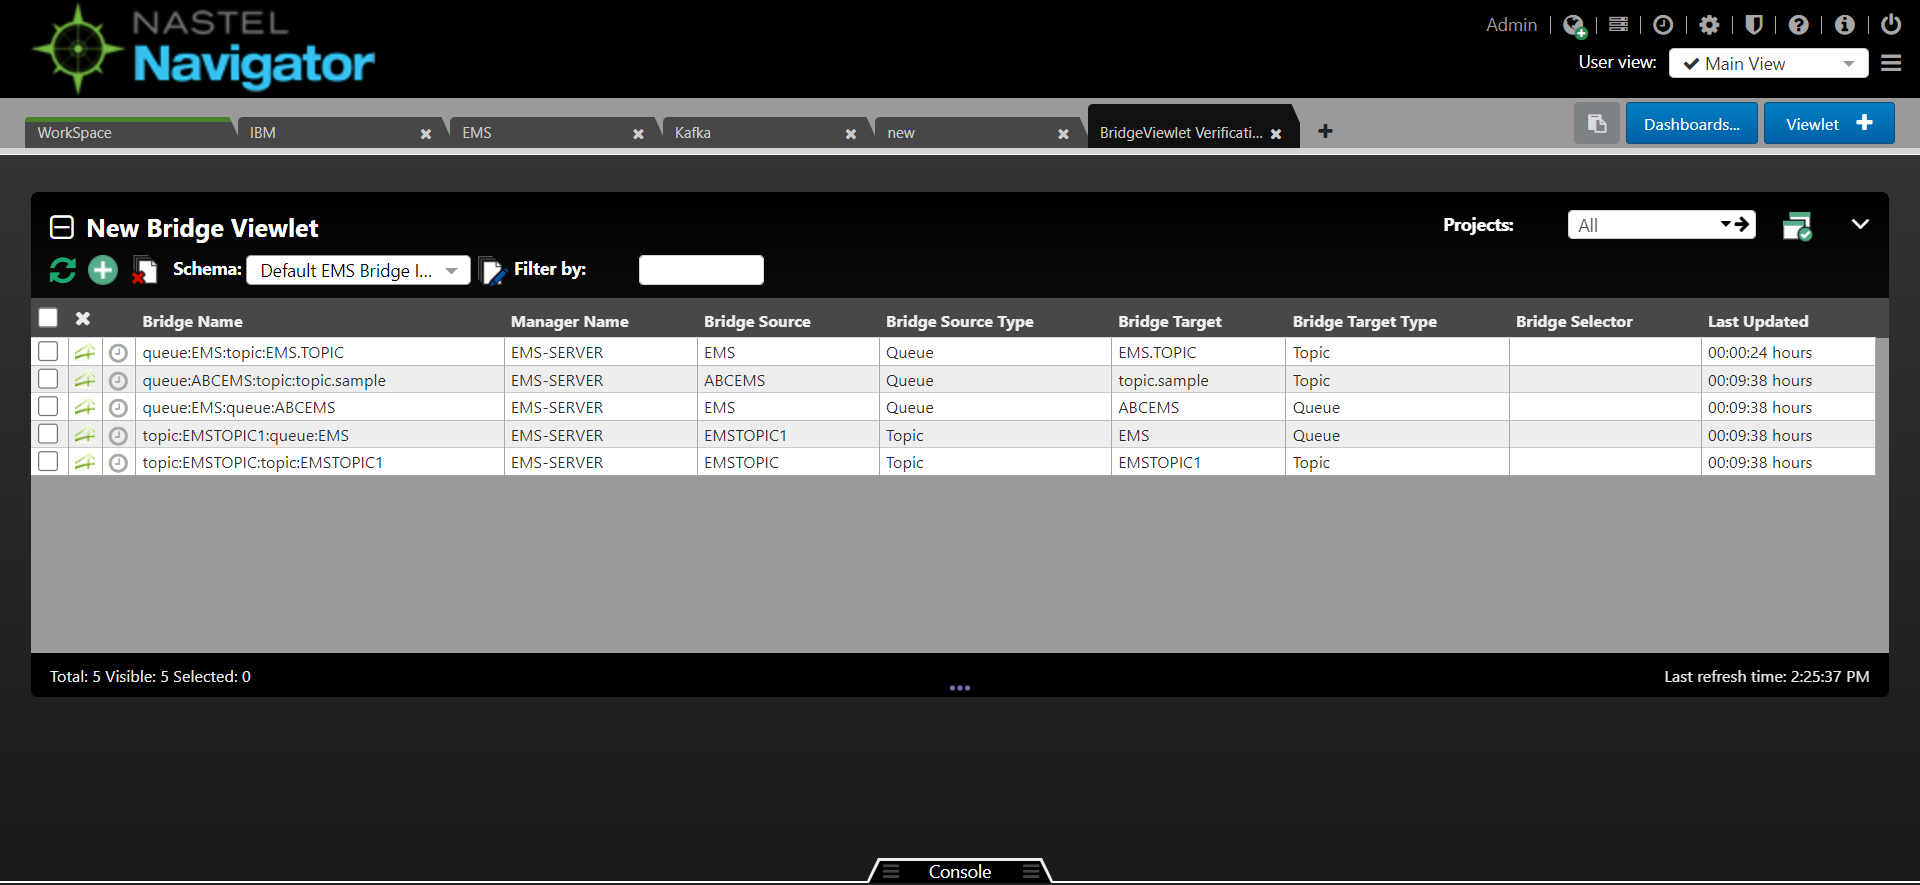 NASTEL
Navigator
Admin
User view: Main View
WorkSpace IBM EMS Kafka new BridgeViewlet Verificati... Dashboards... Viewlet
New Bridge Viewlet Projects: All
Schema: Default EMS Bridge I... Filter by:
Bridge Name Manager Name Bridge Source Bridge Source Type Bridge Target Bridge Target Type Bridge Selector Last Updated
queue:EMS:topic:EMS.TOPIC EMS-SERVER EMS Queue EMS.TOPIC Topic 00:00:24 hours
queue:ABCEMS:topic:topic.sample EMS-SERVER ABCEMS Queue topic.sample Topic 00:09:38 hours
queue:EMS:queue:ABCEMS EMS-SERVER EMS Queue ABCEMS Queue 00:09:38 hours
topic:EMSTOPIC1:queue:EMS EMS-SERVER EMSTOPIC1 Topic EMS Queue 00:09:38 hours
topic:EMSTOPIC:topic:EMSTOPIC1 EMS-SERVER EMSTOPIC Topic EMSTOPIC1 Topic 00:09:38 hours
Total: 5 Visible: 5 Selected: 0 Last refresh time: 2:25:37 PM
Console